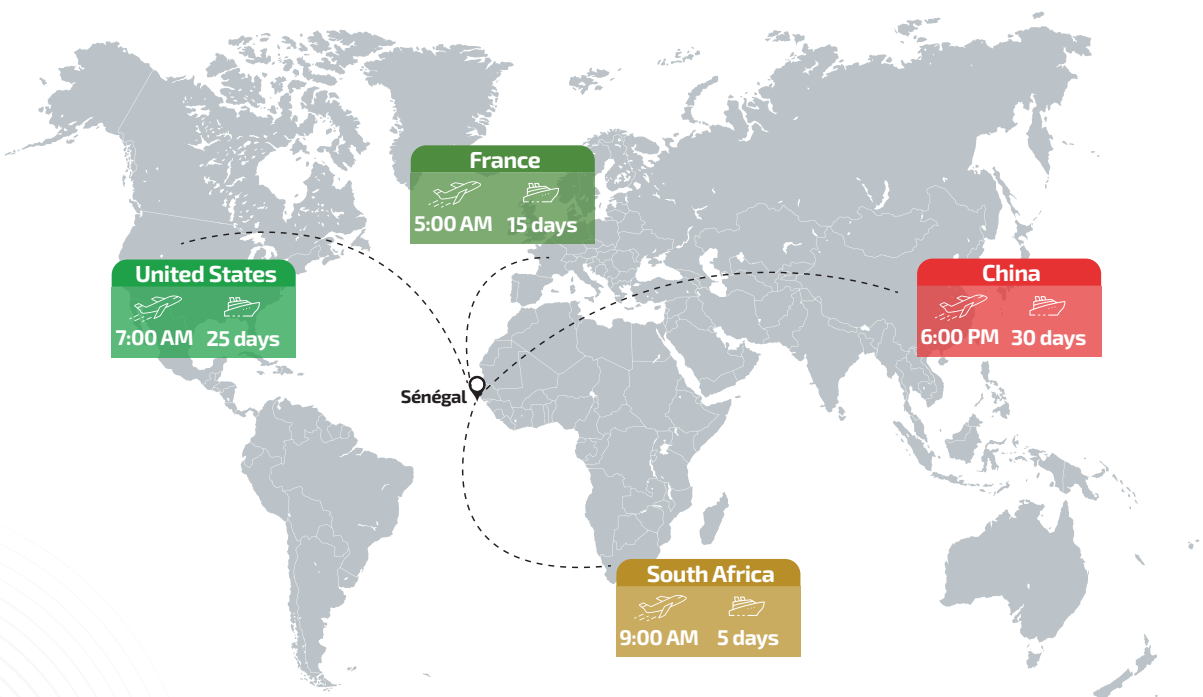 France
5:00 AM 15 days
United States
7:00 AM 25 days
China
6:00 PM 30 days
Sénégal
South Africa
9:00 AM 5 days